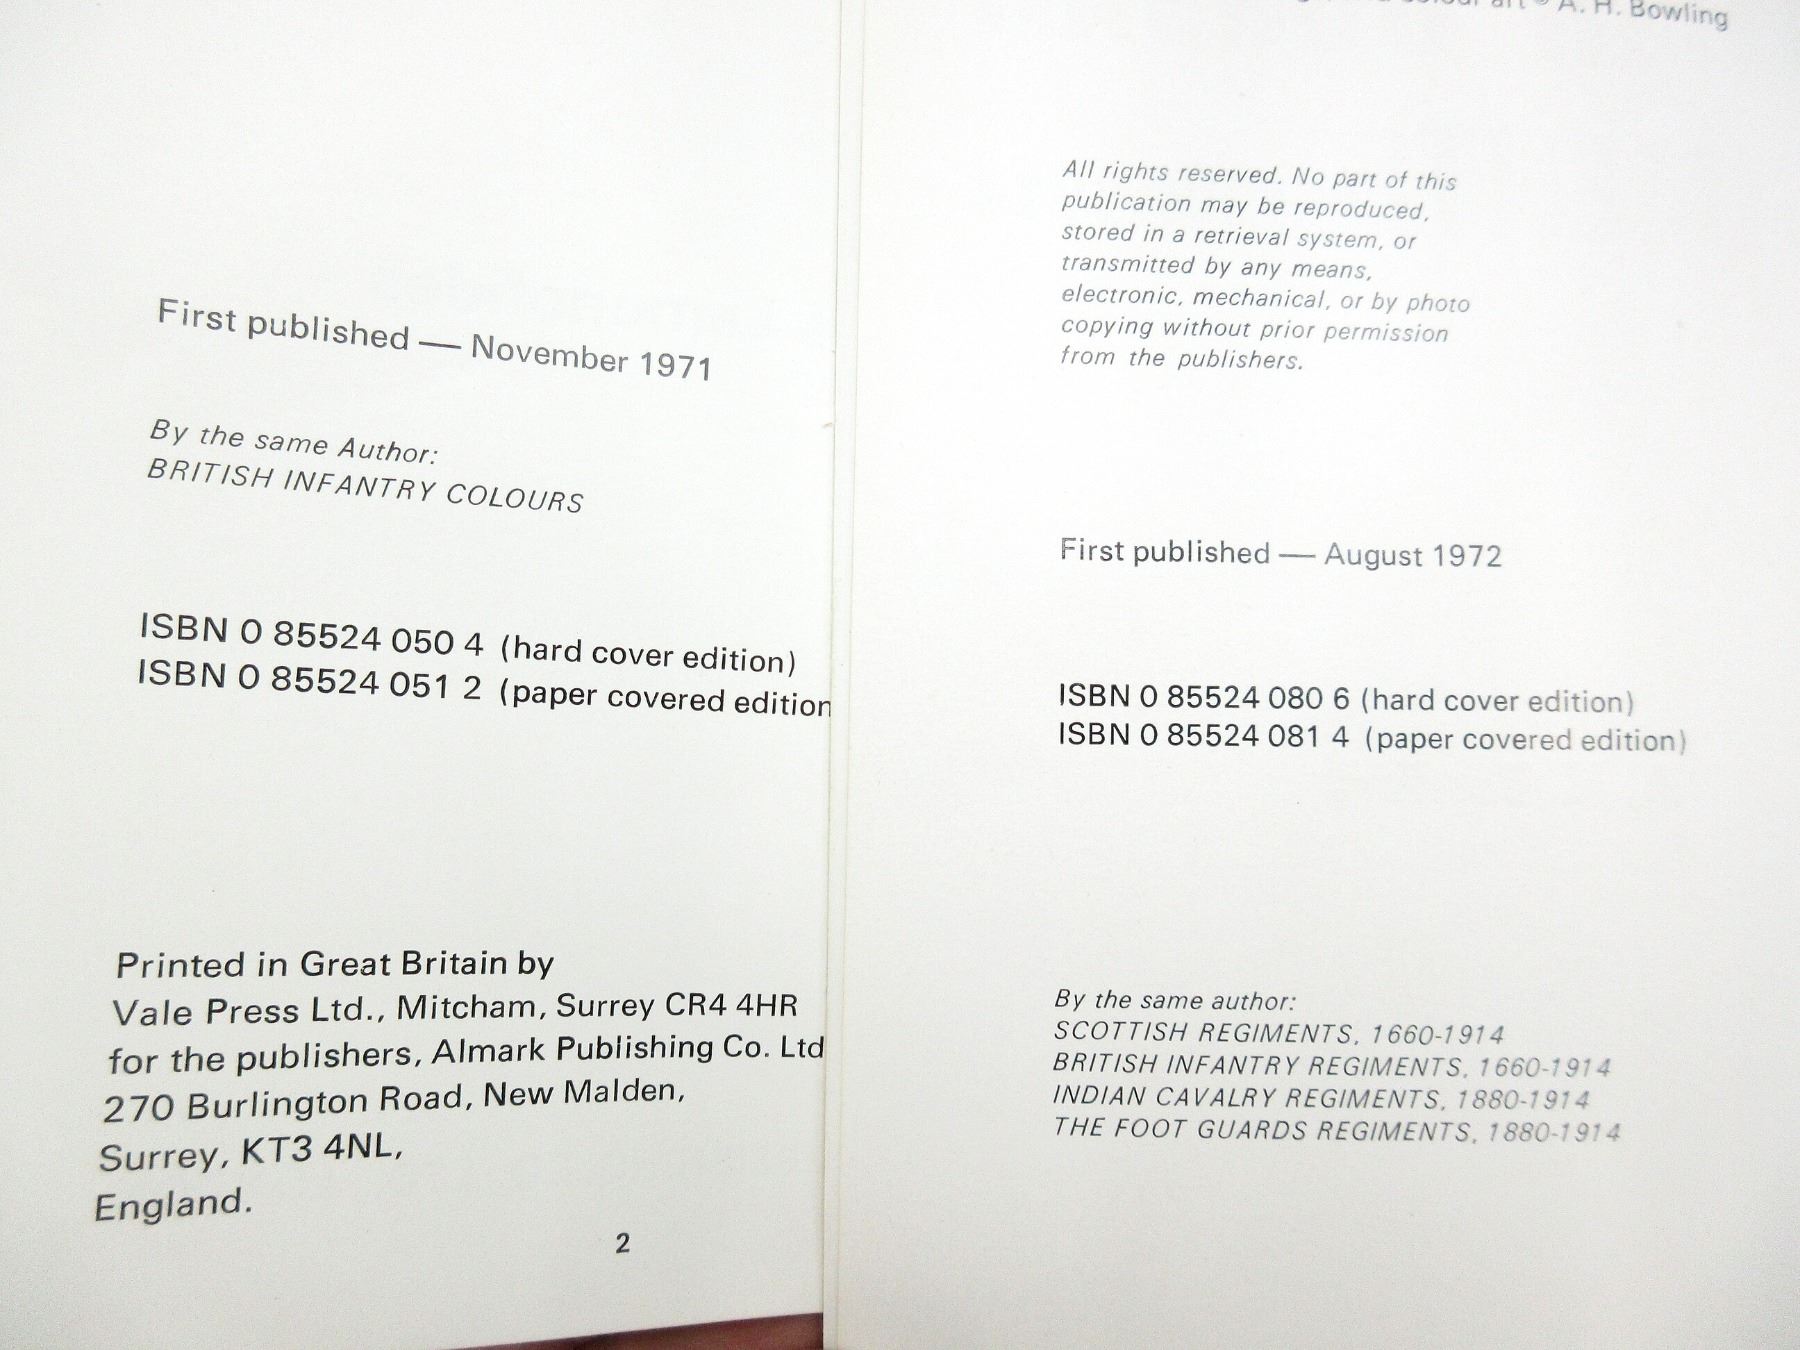 First published — November 1971
By the same Author:
BRITISH INFANTRY COLOURS
ISBN 0 85524 050 4 (hard cover edition)
ISBN 0 85524 051 2 (paper covered edition
Printed in Great Britain by
Vale Press Ltd., Mitcham, Surrey CR4 4HR
for the publishers, Almark Publishing Co. Ltd
270 Burlington Road, New Malden,
Surrey, KT3 4NL,
England.
2
art © A. H. Bowling
All rights reserved. No part of this
publication may be reproduced,
stored in a retrieval system, or
transmitted by any means,
electronic, mechanical, or by photo
copying without prior permission
from the publishers.
First published — August 1972
ISBN 0 85524 080 6 (hard cover edition)
ISBN 0 85524 081 4 (paper covered edition)
By the same author:
SCOTTISH REGIMENTS, 1660-1914
BRITISH INFANTRY REGIMENTS, 1660-1914
INDIAN CAVALRY REGIMENTS, 1880-1914
THE FOOT GUARDS REGIMENTS, 1880-1914